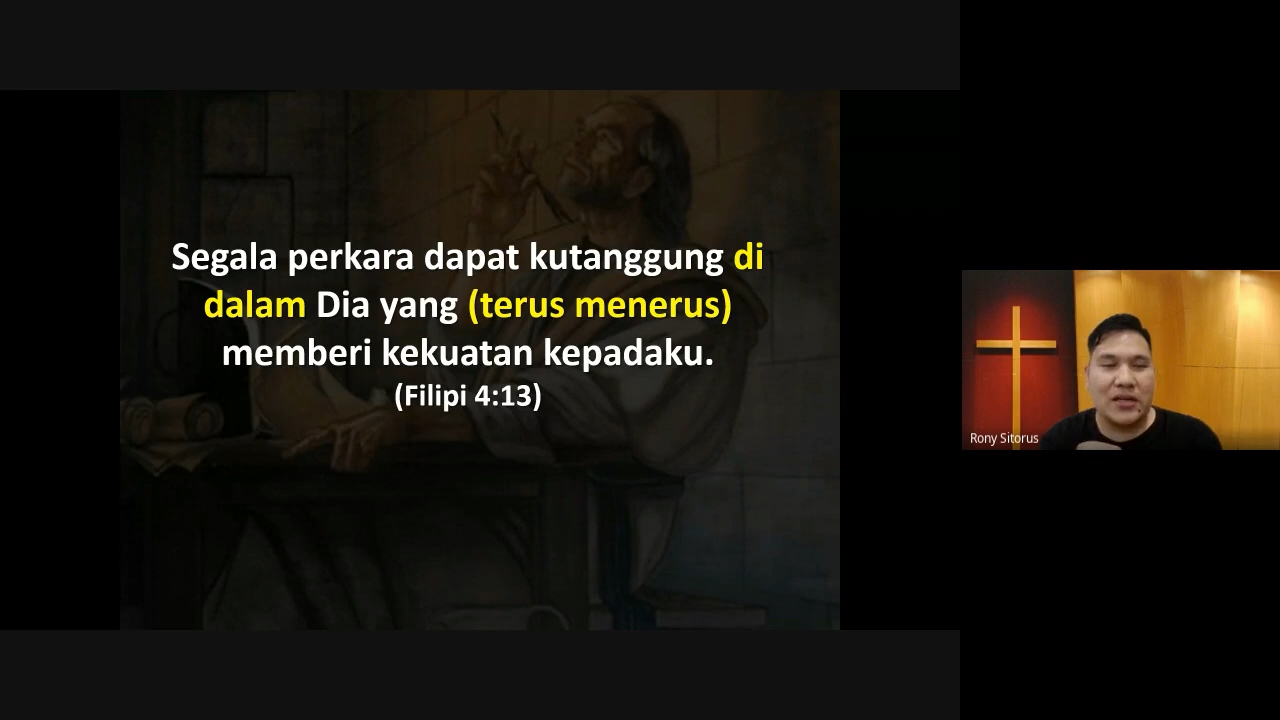 Segala perkara dapat kutanggung di
dalam Dia yang (terus menerus)
memberi kekuatan kepadaku.
(Filipi 4:13)
Rony Sitorus